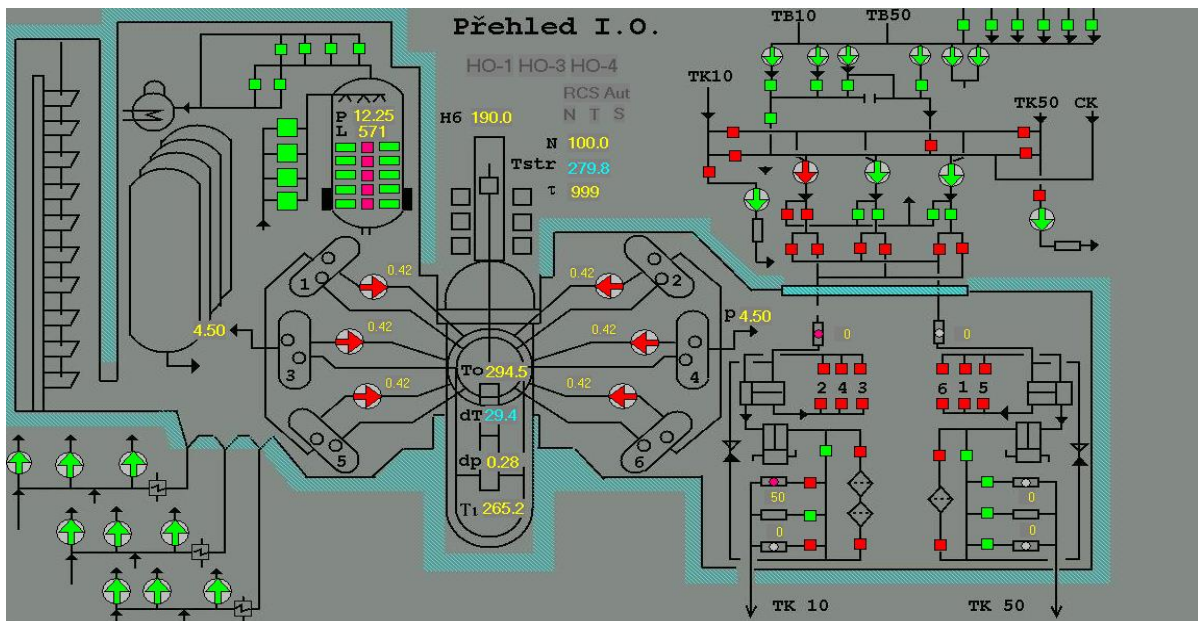 Přehled I.O.
TB10 TB50
HO-1 HO-3 HO-4
RCS Aut
N T S
TK10
TK50 CK
P 12.25
L 571
H6 190.0
N 100.0
Tstr 279.8
τ 999
1
0.42
0.42
2
4.50
3
0.42
0.42
4
p 4.50
5
0.42
0.42
6
To 294.5
dT 29.4
dp 0.28
T1 265.2
0
0
2 4 3
6 1 5
50
0
0
0
TK 10
TK 50